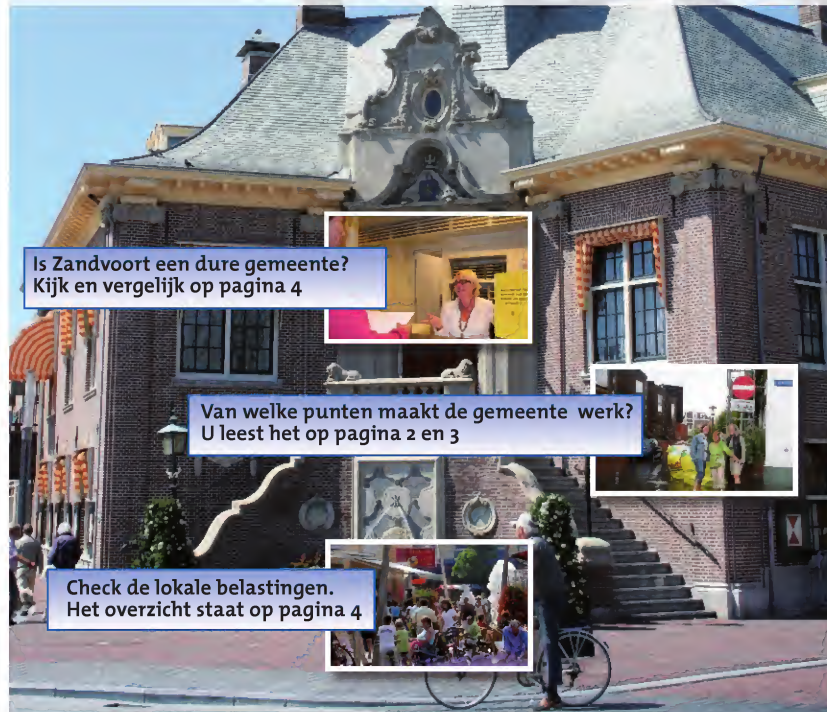 Is Zandvoort een dure gemeente?
Kijk en vergelijk op pagina 4
Van welke punten maakt de gemeente werk?
U leest het op pagina 2 en 3
Check de lokale belastingen.
Het overzicht staat op pagina 4